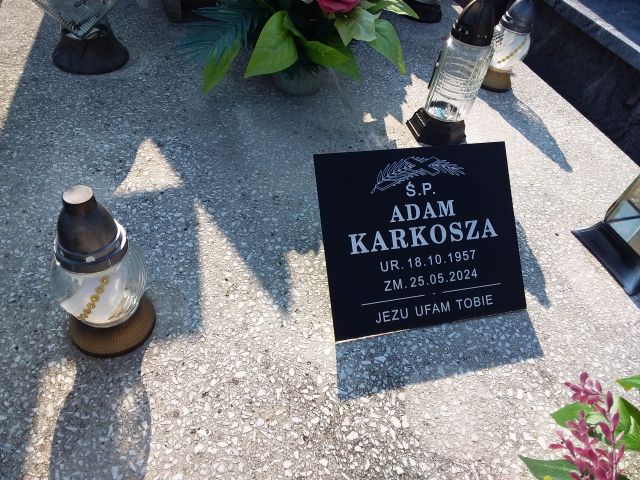 Ś.P.
ADAM
KARKOSZA
UR. 18.10.1957
ZM. 25.05.2024
JEZU UFAM TOBIE